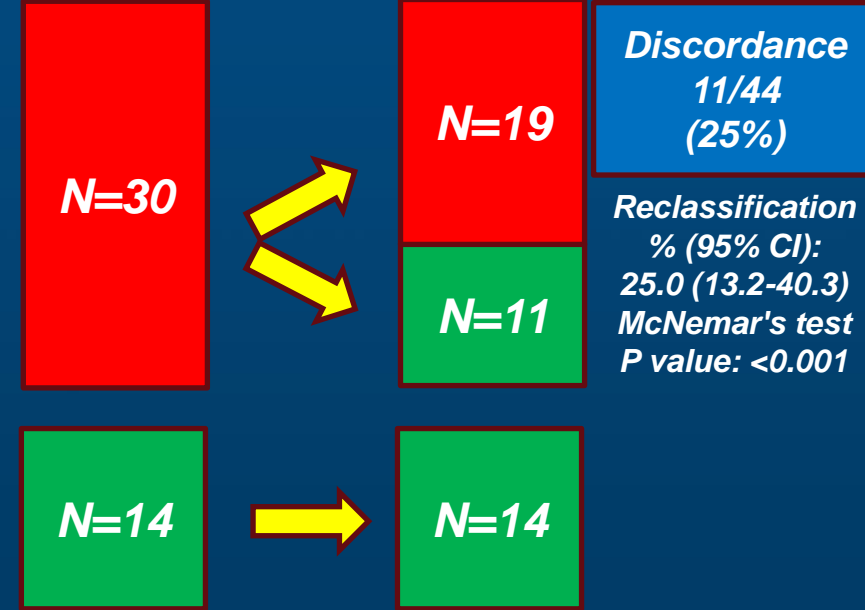 N=30
N=19
N=11
Discordance
11/44
(25%)
Reclassification
% (95% CI):
25.0 (13.2-40.3)
McNemar's test
P value: <0.001
N=14
N=14